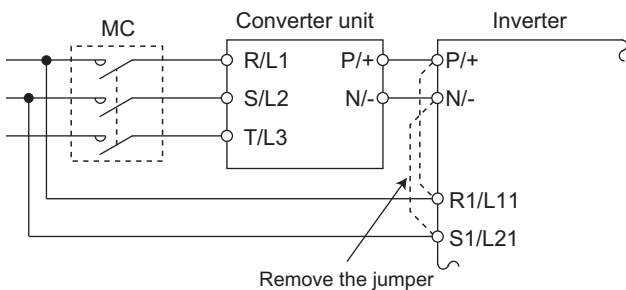 MC
Converter unit
Inverter
R/L1
P/+
P/+
S/L2
N/-
N/-
T/L3
R1/L11
S1/L21
Remove the jumper